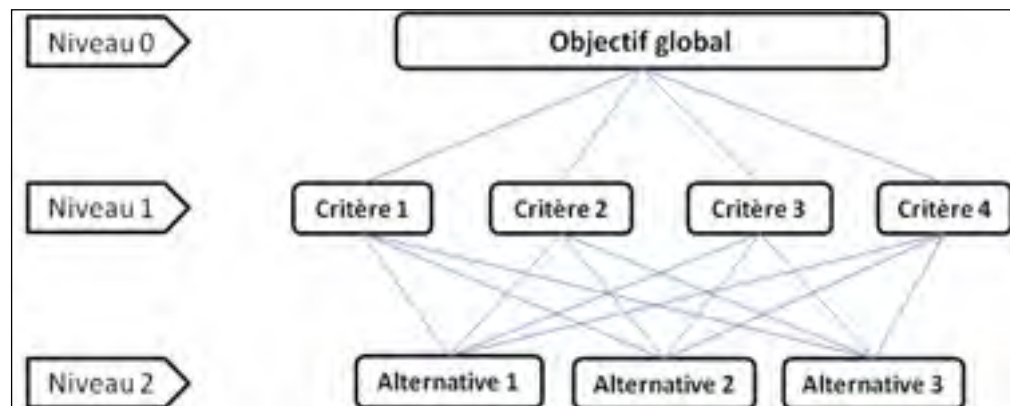 Niveau 0
Objectif global
Niveau 1
Critère 1
Critère 2
Critère 3
Critère 4
Niveau 2
Alternative 1
Alternative 2
Alternative 3